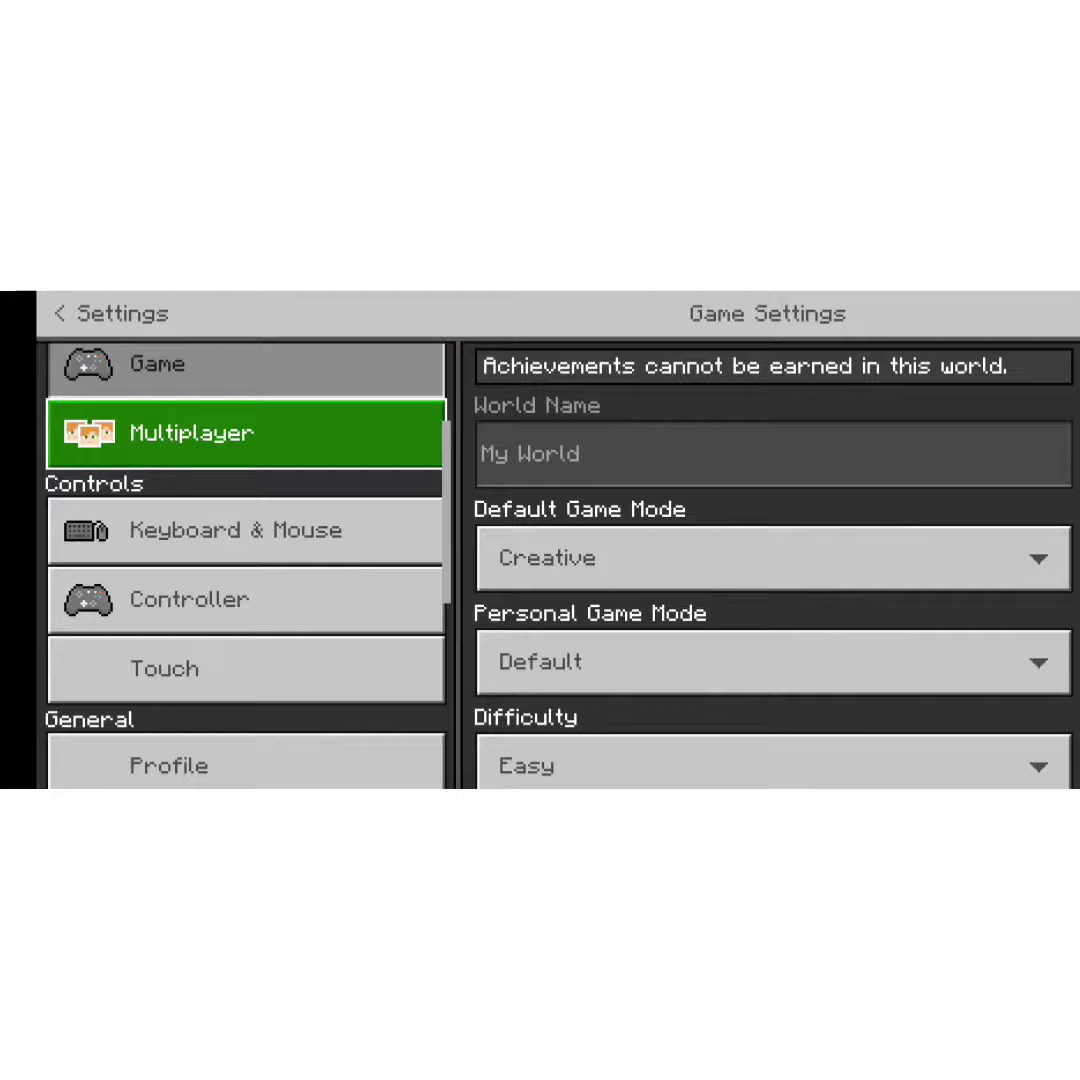 < Settings
Game Settings
Game
Multiplayer
Controls
Keyboard & Mouse
Controller
Touch
General
Profile
Achievements cannot be earned in this world.
World Name
My World
Default Game Mode
Creative
Personal Game Mode
Default
Difficulty
Easy